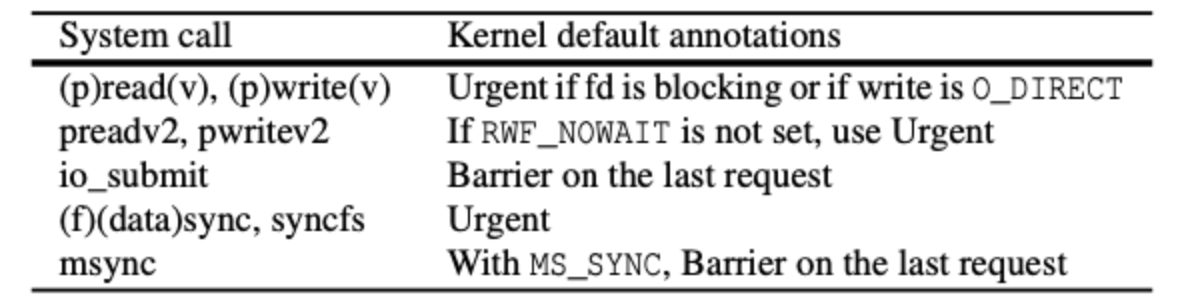 System call Kernel default annotations
(p)read(v), (p)write(v) Urgent if fd is blocking or if write is O_DIRECT
preadv2, pwritev2 If RWF_NOWAIT is not set, use Urgent
io_submit Barrier on the last request
(f)(data)sync, syncfs Urgent
msync With MS_SYNC, Barrier on the last request